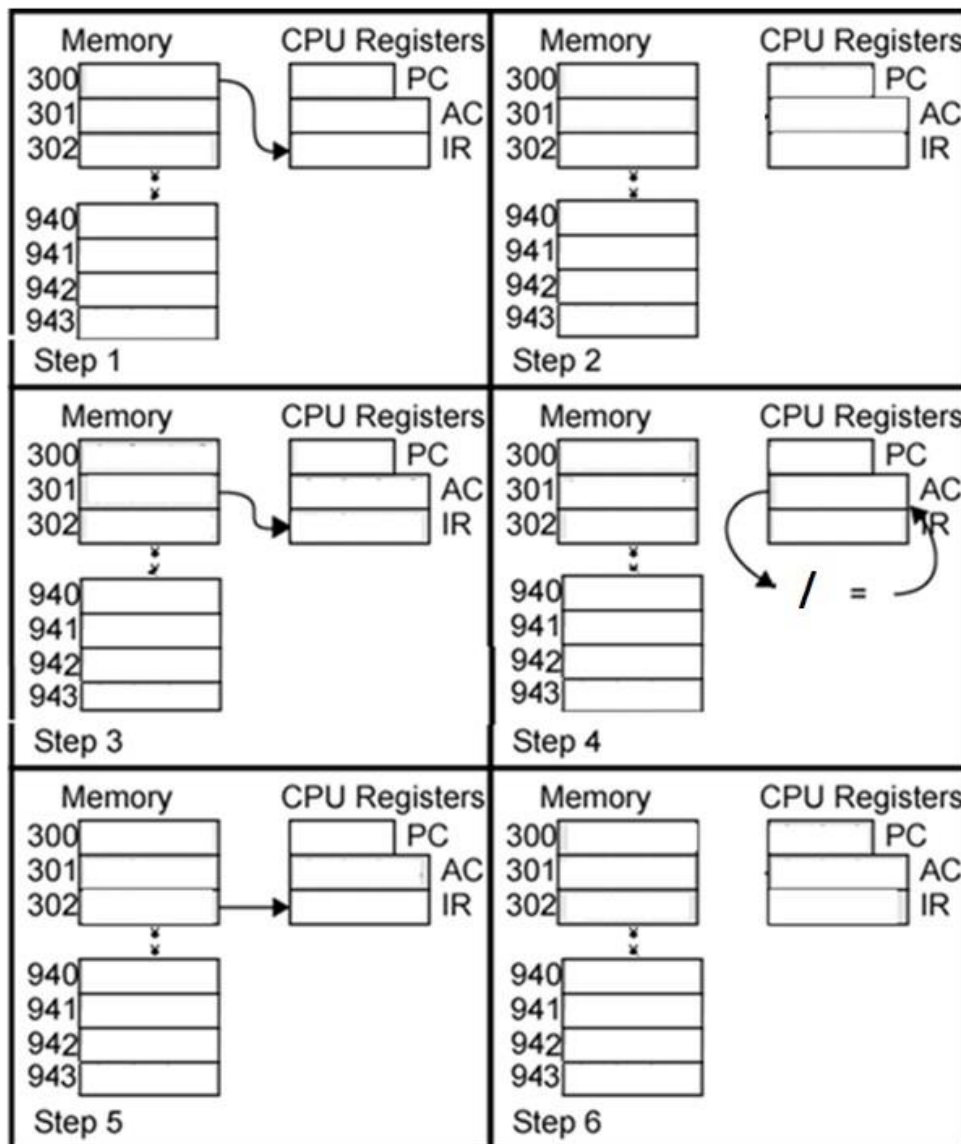 Memory CPU Registers
300 PC
301 AC
302 IR
940
941
942
943
Step 1
Memory CPU Registers
300 PC
301 AC
302 IR
940
941
942
943
Step 2
Memory CPU Registers
300 PC
301 AC
302 IR
940
941
942
943
Step 3
Memory CPU Registers
300 PC
301 AC
302 IR
940 / =
941
942
943
Step 4
Memory CPU Registers
300 PC
301 AC
302 IR
940
941
942
943
Step 5
Memory CPU Registers
300 PC
301 AC
302 IR
940
941
942
943
Step 6